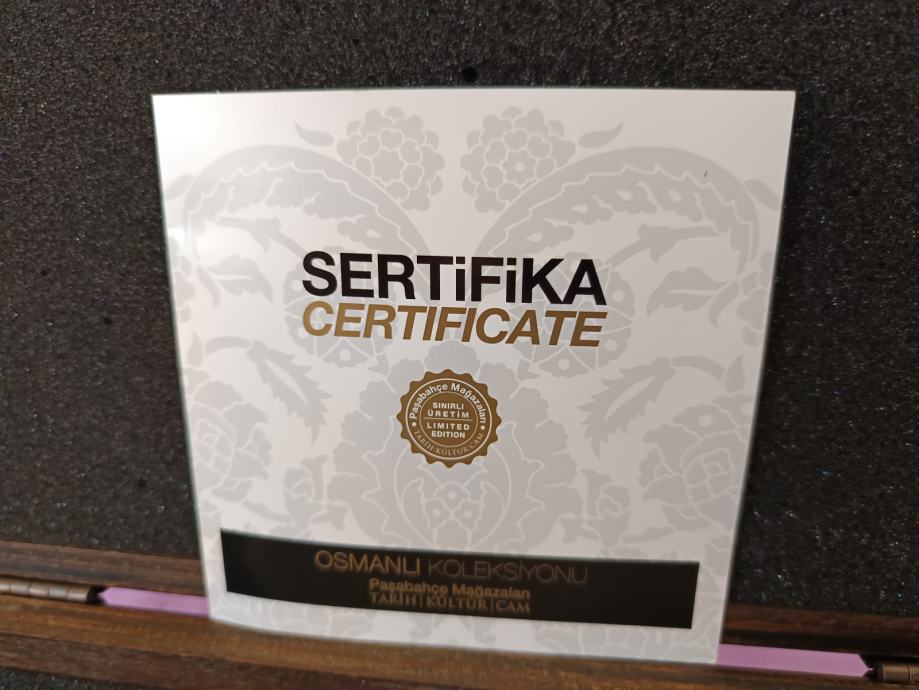 SERTiFiKA
CERTIFICATE
Paşabahçe Mağazaları
SINIRLI
ÜRETİM
LIMITED
EDITION
TARİH|KÜLTÜR|CAM
OSMANLI KOLEKSİYONU
Paşabahçe Mağazaları
TARİH|KÜLTÜR|CAM